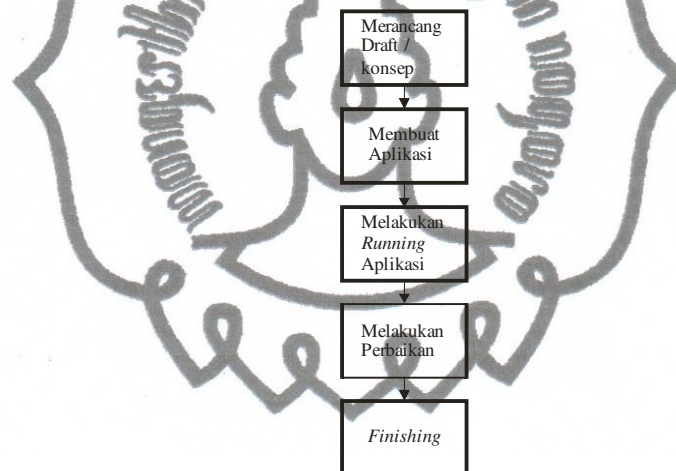 Merancang
Draft /
konsep
Membuat
Aplikasi
Melakukan
Running
Aplikasi
Melakukan
Perbaikan
Finishing